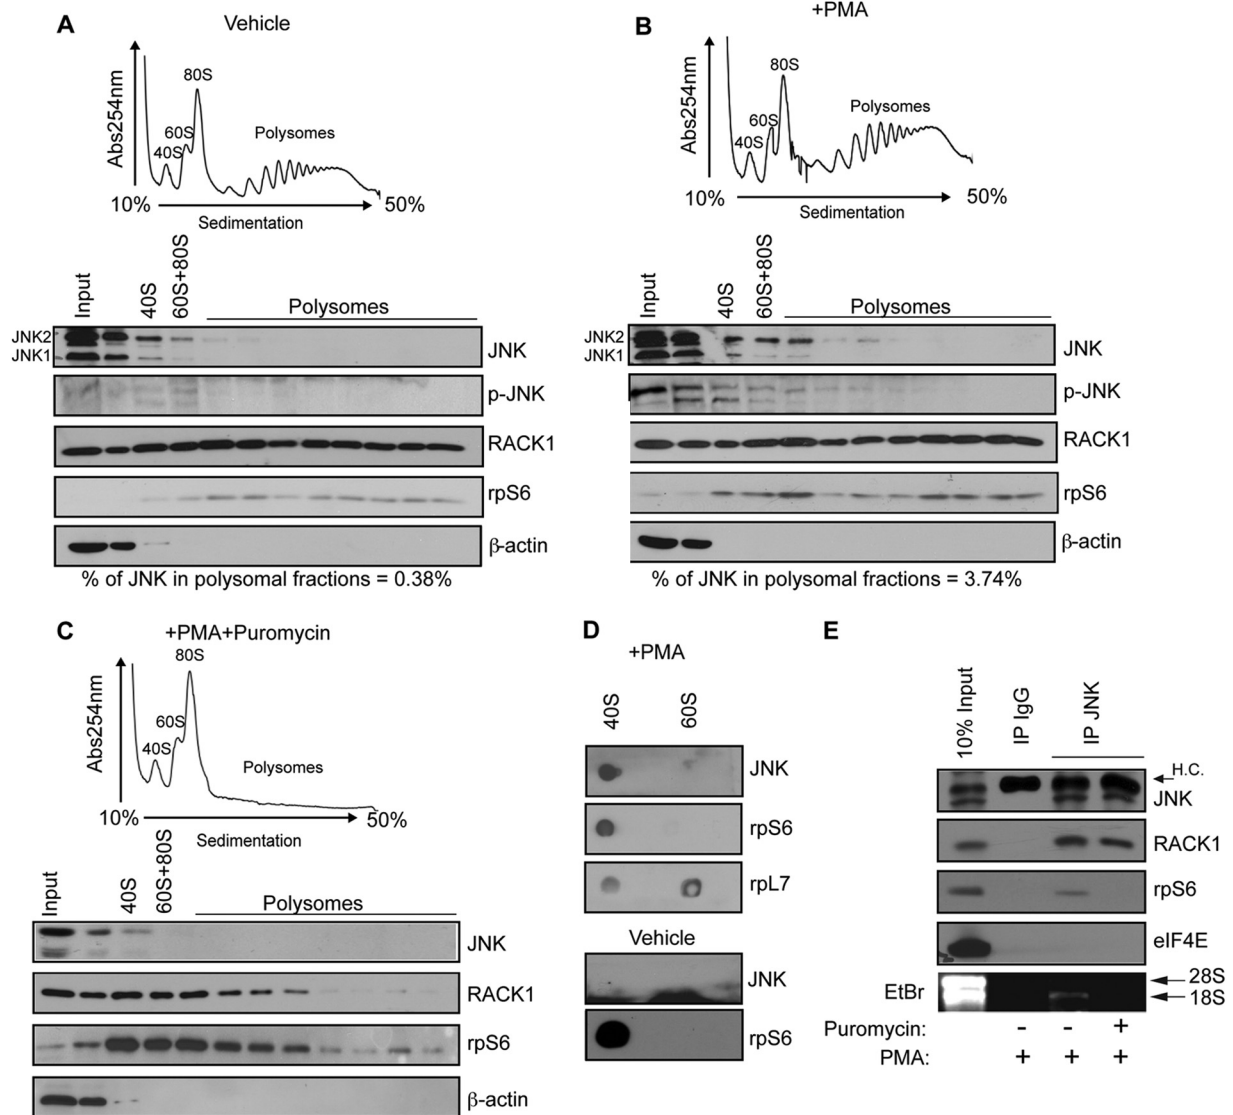 A
Vehicle
Abs254nm
80S
60S
40S
Polysomes
10%
50%
Sedimentation
Input
40S
60S+80S
Polysomes
JNK2
JNK1
JNK
p-JNK
RACK1
rpS6
β-actin
% of JNK in polysomal fractions = 0.38%
B
+PMA
Abs254nm
80S
60S
40S
Polysomes
10%
50%
Sedimentation
Input
40S
60S+80S
Polysomes
JNK2
JNK1
JNK
p-JNK
RACK1
rpS6
β-actin
% of JNK in polysomal fractions = 3.74%
C
+PMA+Puromycin
Abs254nm
80S
60S
40S
Polysomes
10%
50%
Sedimentation
Input
40S
60S+80S
Polysomes
JNK
RACK1
rpS6
β-actin
D
+PMA
40S
60S
JNK
rpS6
rpL7
Vehicle
JNK
rpS6
E
10% Input
IP IgG
IP JNK
H.C.
JNK
RACK1
rpS6
eIF4E
EtBr
28S
18S
Puromycin: - - +
PMA: + + +